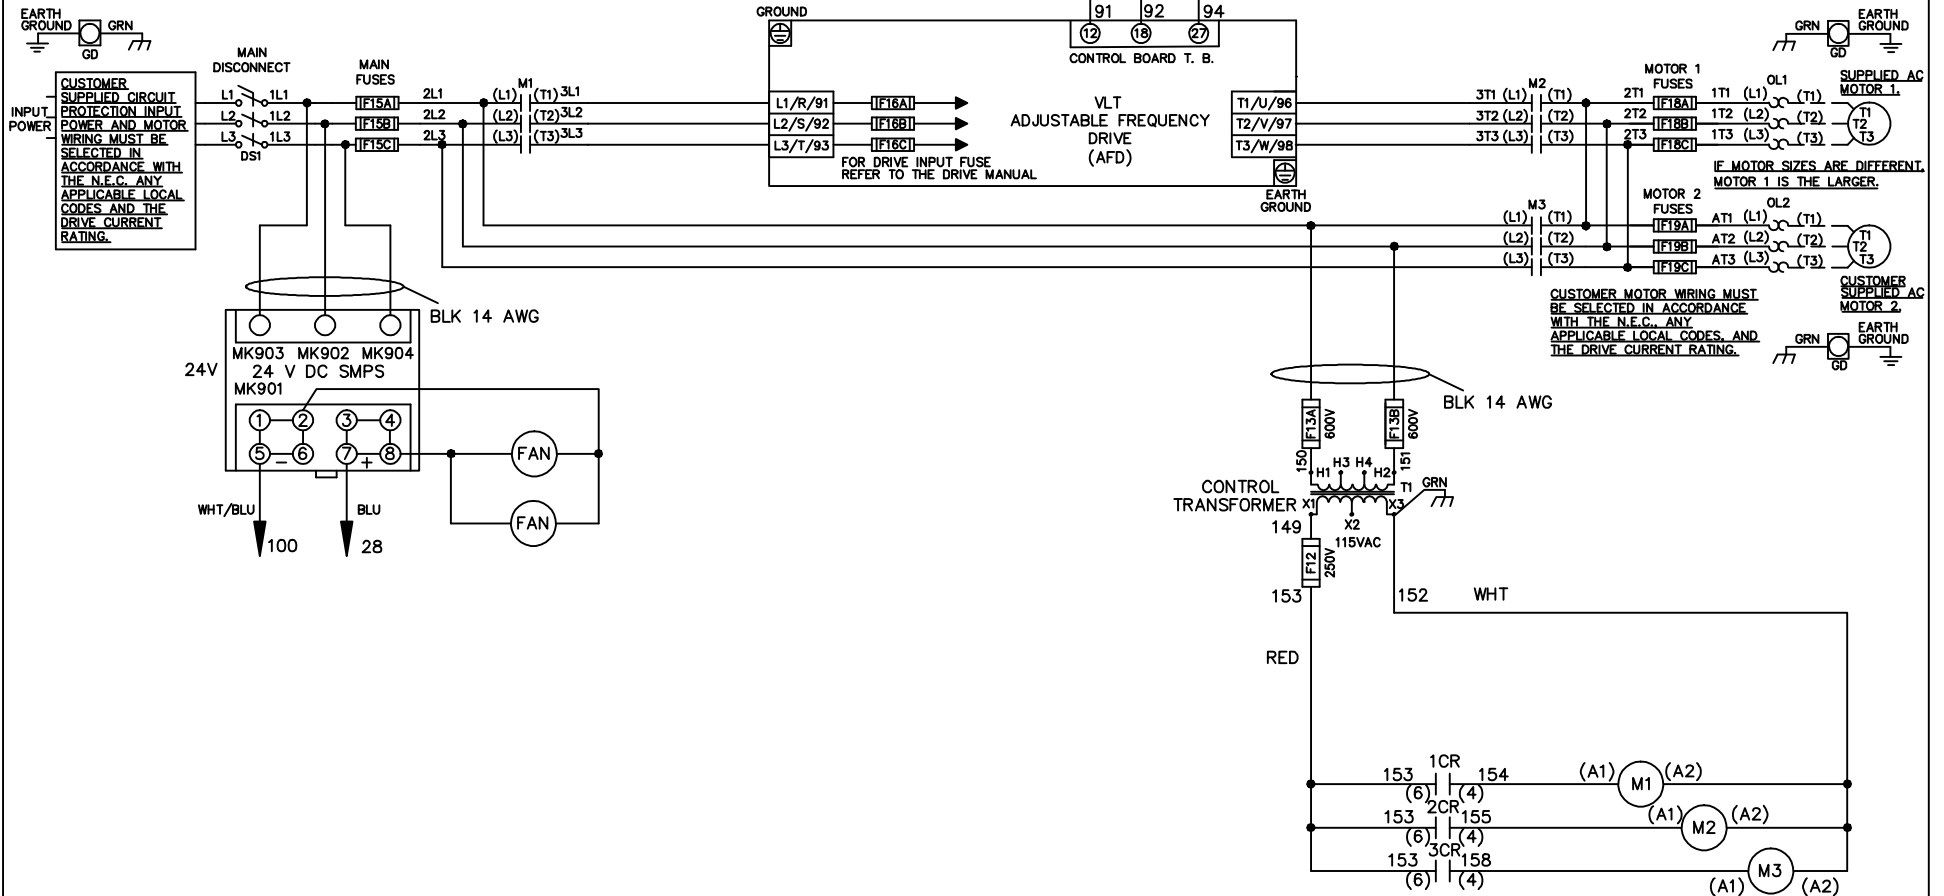 EARTH
GROUND
GRN
GD
MAIN
DISCONNECT
MAIN
FUSES
CUSTOMER
SUPPLIED CIRCUIT
PROTECTION INPUT
POWER AND MOTOR
WIRING MUST BE
SELECTED IN
ACCORDANCE WITH
THE N.E.C. ANY
APPLICABLE LOCAL
CODES AND THE
DRIVE CURRENT
RATING.
INPUT
POWER
L1 1L1
L2 1L2
L3 1L3
DS1
F15A
F15B
F15C
2L1
2L2
2L3
M1
(L1) (T1) 3L1
(L2) (T2) 3L2
(L3) (T3) 3L3
GROUND
91 92 94
12 18 27
CONTROL BOARD T. B.
L1/R/91
L2/S/92
L3/T/93
F16A
F16B
F16C
FOR DRIVE INPUT FUSE
REFER TO THE DRIVE MANUAL
VLT
ADJUSTABLE FREQUENCY
DRIVE
(AFD)
T1/U/96
T2/V/97
T3/W/98
EARTH
GROUND
M2
3T1 (L1) (T1)
3T2 (L2) (T2)
3T3 (L3) (T3)
MOTOR 1
FUSES
2T1 F18A 1T1 (L1) (T1)
2T2 F18B 1T2 (L2) (T2)
2T3 F18C 1T3 (L3) (T3)
OL1
GRN
GD
EARTH
GROUND
SUPPLIED AC
MOTOR 1.
T1
T2
T3
IF MOTOR SIZES ARE DIFFERENT,
MOTOR 1 IS THE LARGER.
M3
(L1) (T1)
(L2) (T2)
(L3) (T3)
MOTOR 2
FUSES
F19A AT1 (L1) (T1)
F19B AT2 (L2) (T2)
F19C AT3 (L3) (T3)
OL2
T1
T2
T3
CUSTOMER
SUPPLIED AC
MOTOR 2.
CUSTOMER MOTOR WIRING MUST
BE SELECTED IN ACCORDANCE
WITH THE N.E.C., ANY
APPLICABLE LOCAL CODES, AND
THE DRIVE CURRENT RATING.
GRN
GD
EARTH
GROUND
BLK 14 AWG
MK903 MK902 MK904
24V
24 V DC SMPS
MK901
1 2 3 4
5 - 6 7 + 8
FAN
FAN
WHT/BLU
BLU
100
28
BLK 14 AWG
F13A
600V
F13B
600V
150
151
H1 H3 H4 H2
T1
GRN
CONTROL
TRANSFORMER
X1 X2 X3
149
115VAC
F12
250V
153
152
WHT
RED
1CR
153 154
(6) (4)
(A1) M1 (A2)
2CR
153 155
(6) (4)
(A1) M2 (A2)
3CR
153 158
(6) (4)
M3
(A1) (A2)